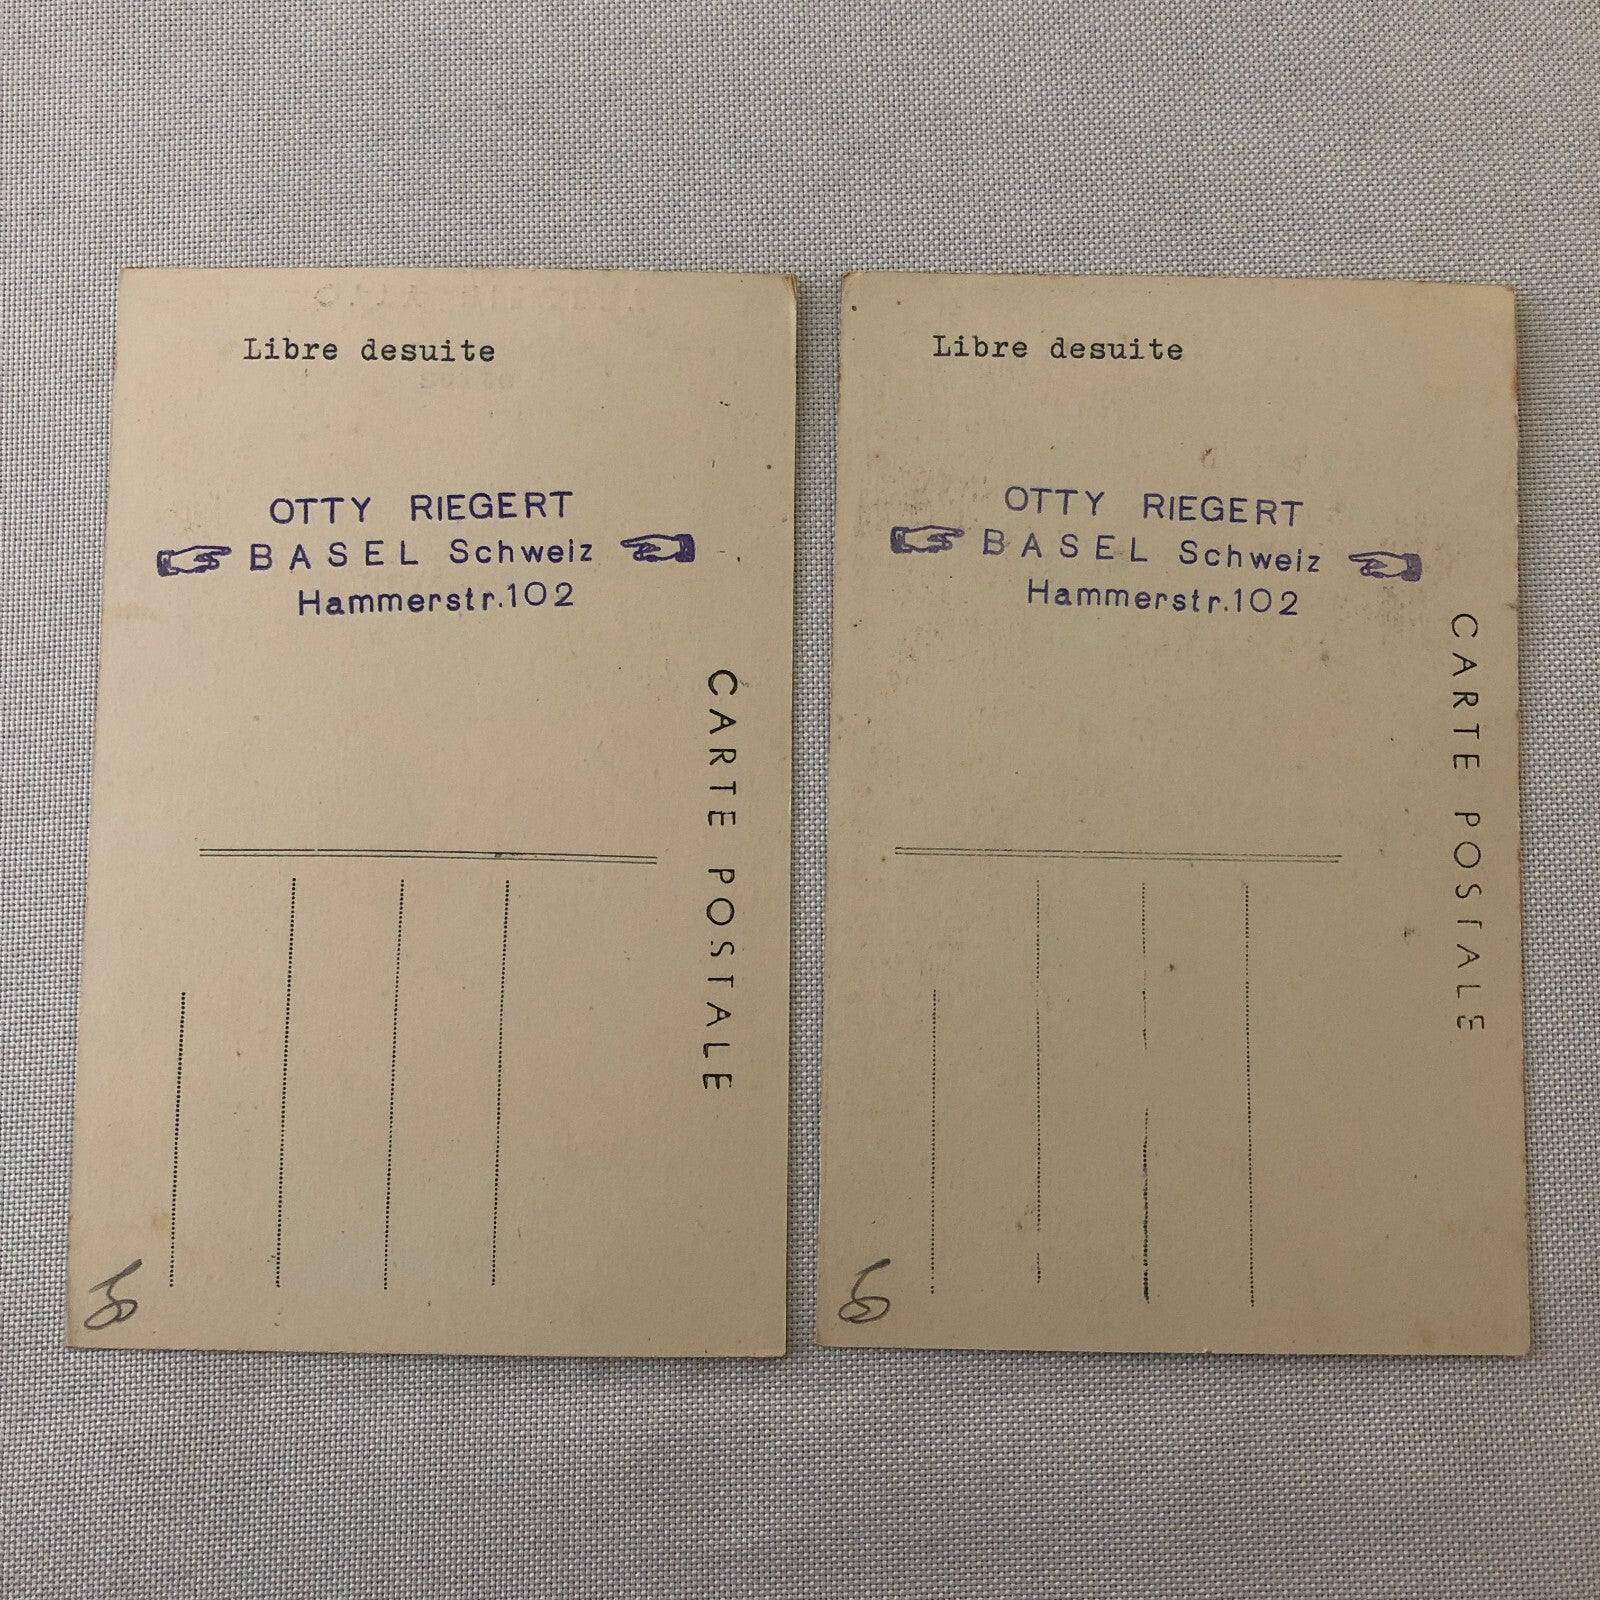 Libre desuite
OTTY RIEGERT
BASEL Schweiz
Hammerstr.102
CARTE POSTALE
Libre desuite
OTTY RIEGERT
BASEL Schweiz
Hammerstr.102
CARTE POSTALE